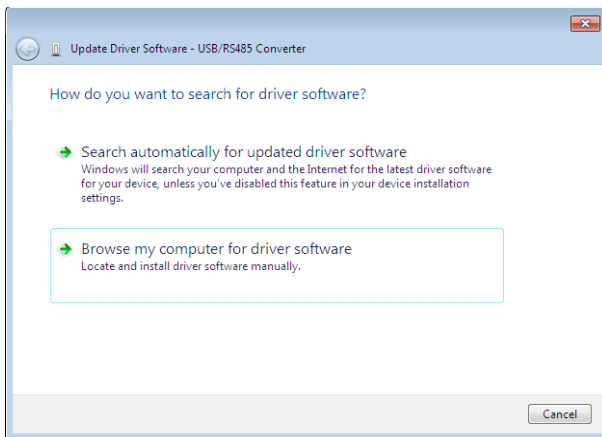 Update Driver Software - USB/RS485 Converter
How do you want to search for driver software?
Search automatically for updated driver software
Windows will search your computer and the Internet for the latest driver software
for your device, unless you've disabled this feature in your device installation
settings.
Browse my computer for driver software
Locate and install driver software manually.
Cancel